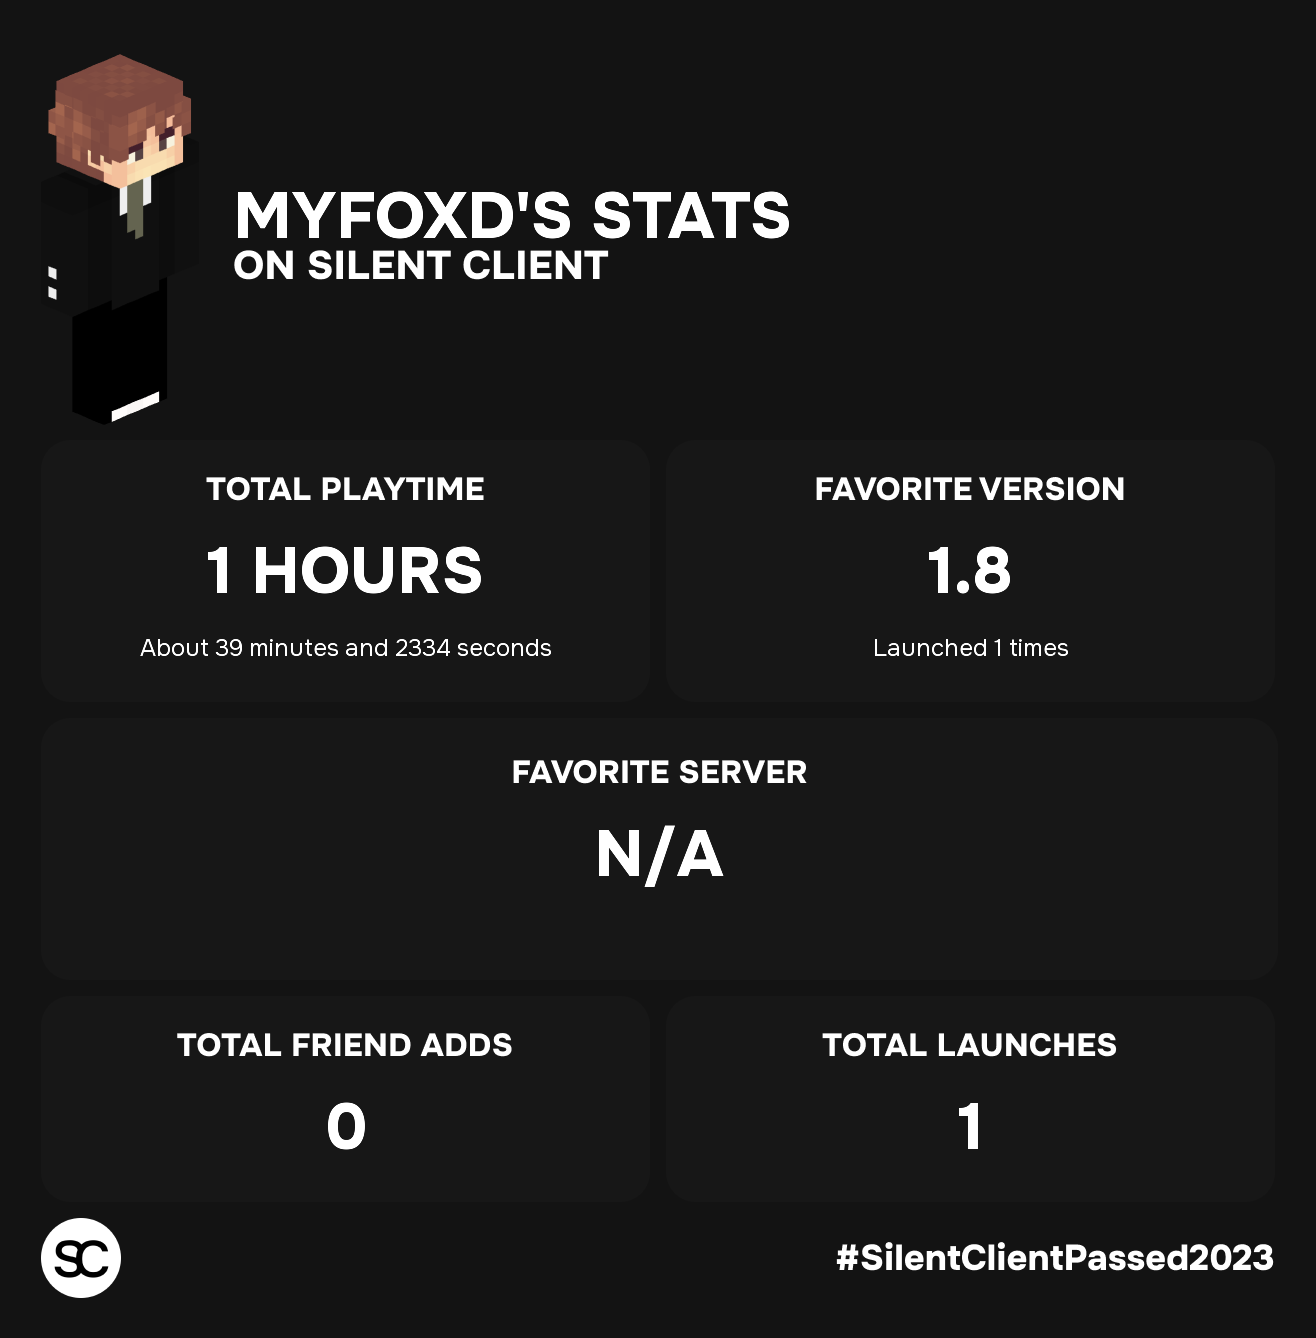 MYFOXD'S STATS
ON SILENT CLIENT
TOTAL PLAYTIME
1 HOURS
About 39 minutes and 2334 seconds
FAVORITE VERSION
1.8
Launched 1 times
FAVORITE SERVER
N/A
TOTAL FRIEND ADDS
0
TOTAL LAUNCHES
1
SC
#SilentClientPassed2023